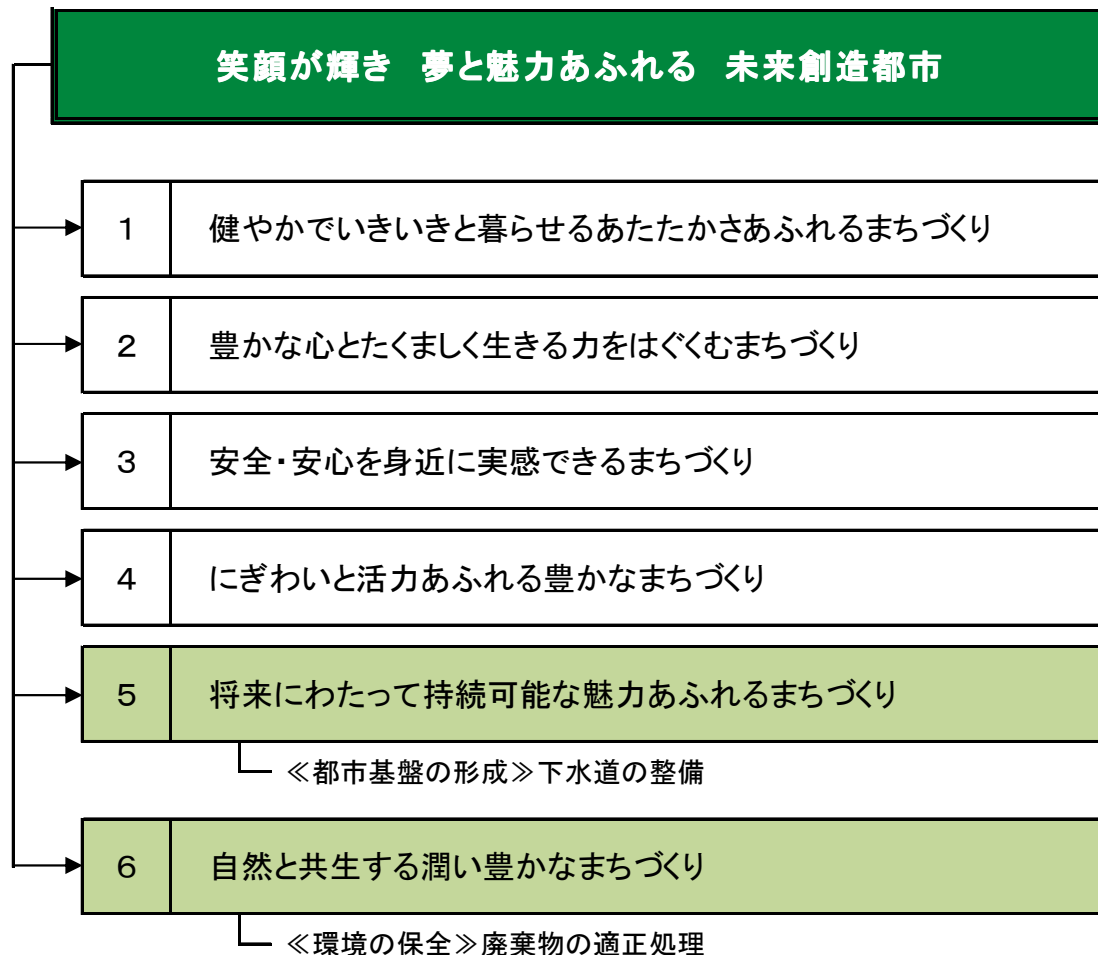 笑顔が輝き　夢と魅力あふれる　未来創造都市
1 健やかでいきいきと暮らせるあたたかさあふれるまちづくり
2 豊かな心とたくましく生きる力をはぐくむまちづくり
3 安全・安心を身近に実感できるまちづくり
4 にぎわいと活力あふれる豊かなまちづくり
5 将来にわたって持続可能な魅力あふれるまちづくり
≪都市基盤の形成≫下水道の整備
6 自然と共生する潤い豊かなまちづくり
≪環境の保全≫廃棄物の適正処理